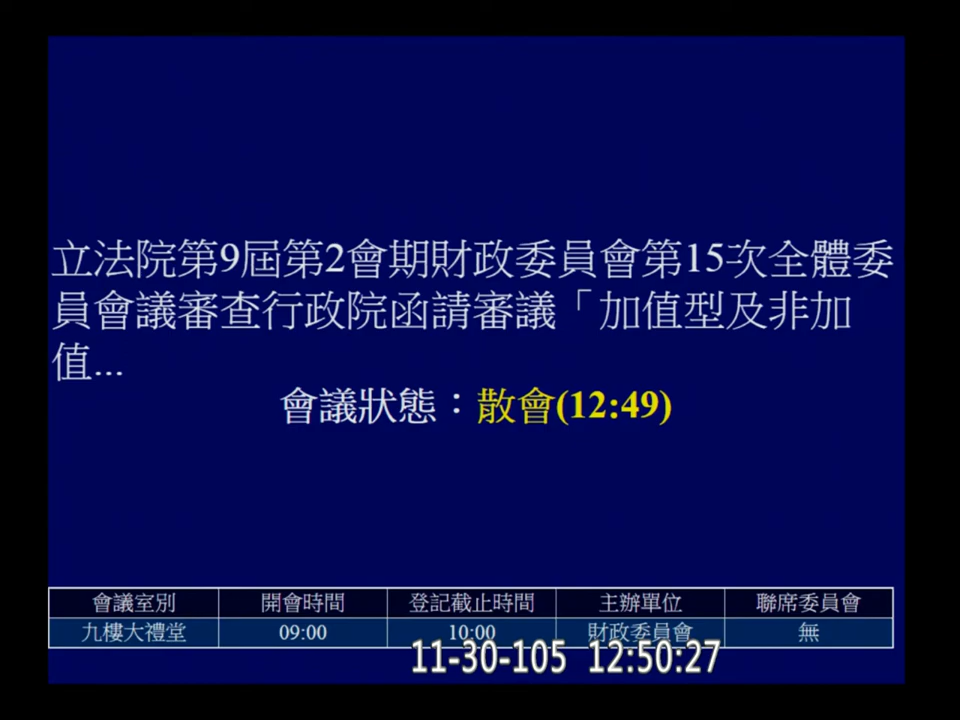 立法院第9屆第2會期財政委員會第15次全體委
員會議審查行政院函請審議「加值型及非加
值...
會議狀態：散會(12:49)
會議室別 開會時間 登記截止時間 主辦單位 聯席委員會
九樓大禮堂 09:00 10:00 財政委員會 無
11-30-105 12:50:27